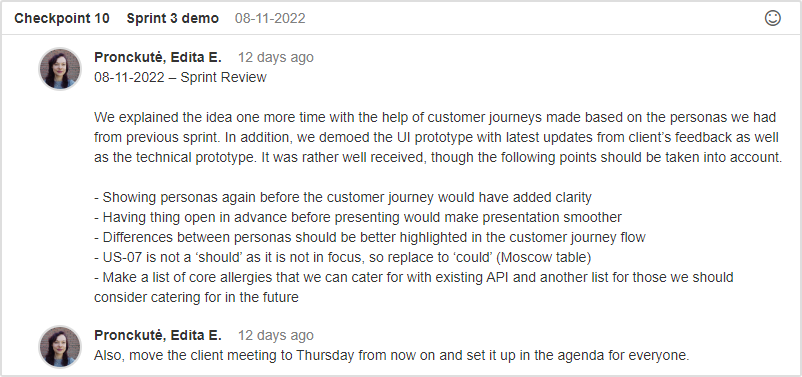 Checkpoint 10 Sprint 3 demo 08-11-2022
Pronckutė, Edita E. 12 days ago
08-11-2022 – Sprint Review
We explained the idea one more time with the help of customer journeys made based on the personas we had
from previous sprint. In addition, we demoed the UI prototype with latest updates from client’s feedback as well
as the technical prototype. It was rather well received, though the following points should be taken into account.
- Showing personas again before the customer journey would have added clarity
- Having thing open in advance before presenting would make presentation smoother
- Differences between personas should be better highlighted in the customer journey flow
- US-07 is not a ‘should’ as it is not in focus, so replace to ‘could’ (Moscow table)
- Make a list of core allergies that we can cater for with existing API and another list for those we should
consider catering for in the future
Pronckutė, Edita E. 12 days ago
Also, move the client meeting to Thursday from now on and set it up in the agenda for everyone.